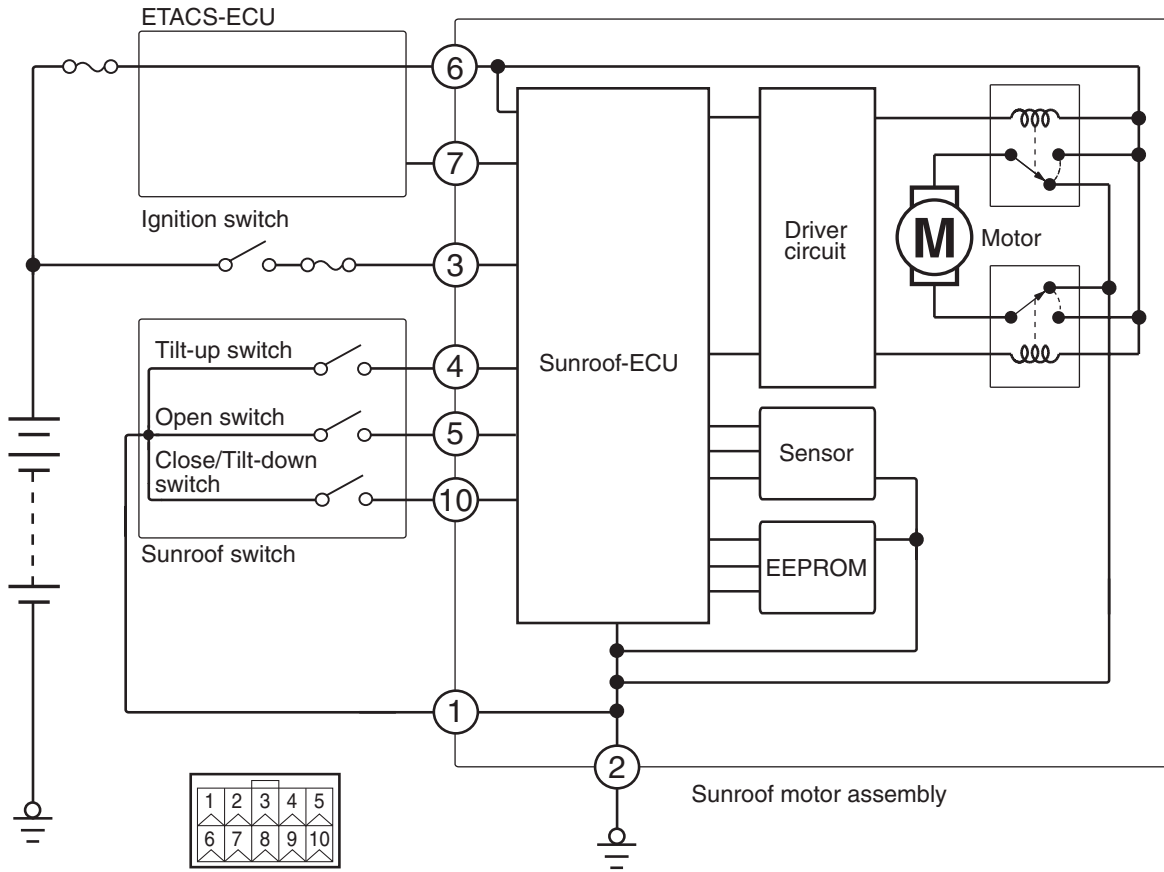 ETACS-ECU
6
7
Ignition switch
3
Driver
circuit
M
Motor
Tilt-up switch
4
Sunroof-ECU
Open switch
5
Close/Tilt-down
switch
10
Sensor
Sunroof switch
EEPROM
1
2
Sunroof motor assembly
1 2 3 4 5
6 7 8 9 10